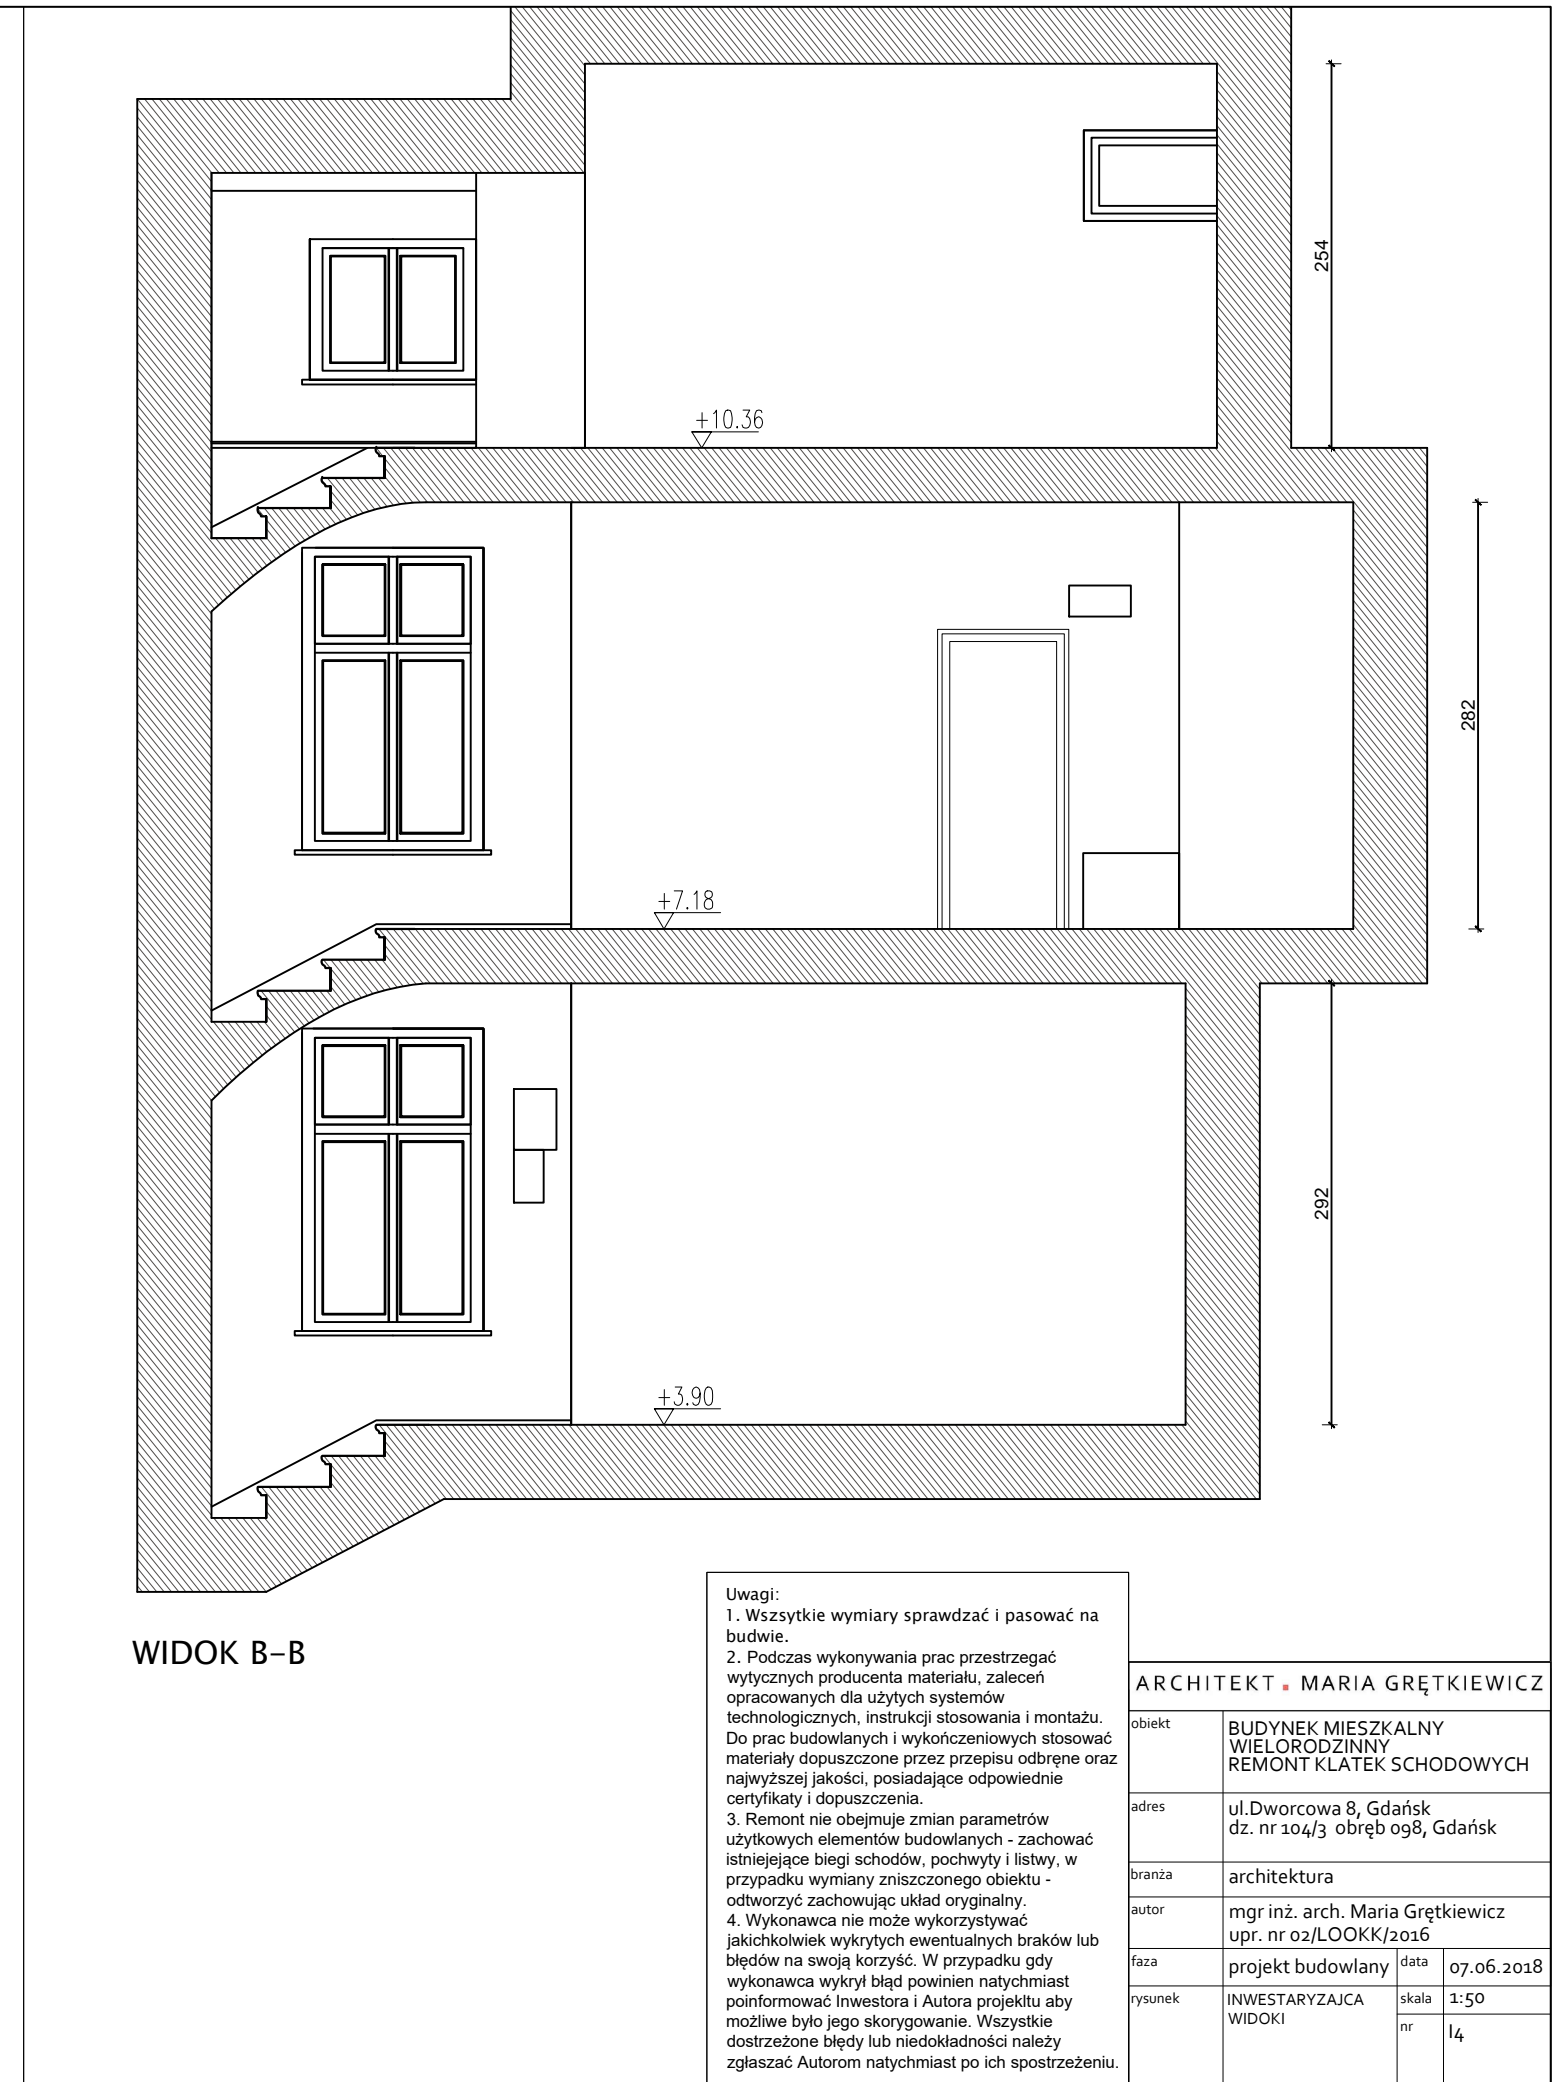 254
+10.36
282
+7.18
292
+3.90
WIDOK B-B
Uwagi:
1. Wszsytkie wymiary sprawdzać i pasować na
budwie.
2. Podczas wykonywania prac przestrzegać
wytycznych producenta materiału, zaleceń
opracowanych dla użytych systemów
technologicznych, instrukcji stosowania i montażu.
Do prac budowlanych i wykończeniowych stosować
materiały dopuszczone przez przepisu odbręne oraz
najwyższej jakości, posiadające odpowiednie
certyfikaty i dopuszczenia.
3. Remont nie obejmuje zmian parametrów
użytkowych elementów budowlanych - zachować
istniejejące biegi schodów, pochwyty i listwy, w
przypadku wymiany zniszczonego obiektu -
odtworzyć zachowując układ oryginalny.
4. Wykonawca nie może wykorzystywać
jakichkolwiek wykrytych ewentualnych braków lub
błędów na swoją korzyść. W przypadku gdy
wykonawca wykrył błąd powinien natychmiast
poinformować Inwestora i Autora projekltu aby
możliwe było jego skorygowanie. Wszystkie
dostrzeżone błędy lub niedokładności należy
zgłaszać Autorom natychmiast po ich spostrzeżeniu.
ARCHITEKT. MARIA GRĘTKIEWICZ
obiekt
BUDYNEK MIESZKALNY
WIELORODZINNY
REMONT KLATEK SCHODOWYCH
adres
ul.Dworcowa 8, Gdańsk
dz. nr 104/3 obręb 098, Gdańsk
branża
architektura
autor
mgr inż. arch. Maria Grętkiewicz
upr. nr 02/LOOKK/2016
faza
projekt budowlany
data
07.06.2018
rysunek
INWESTARYZAJCA
WIDOKI
skala
1:50
nr
I4